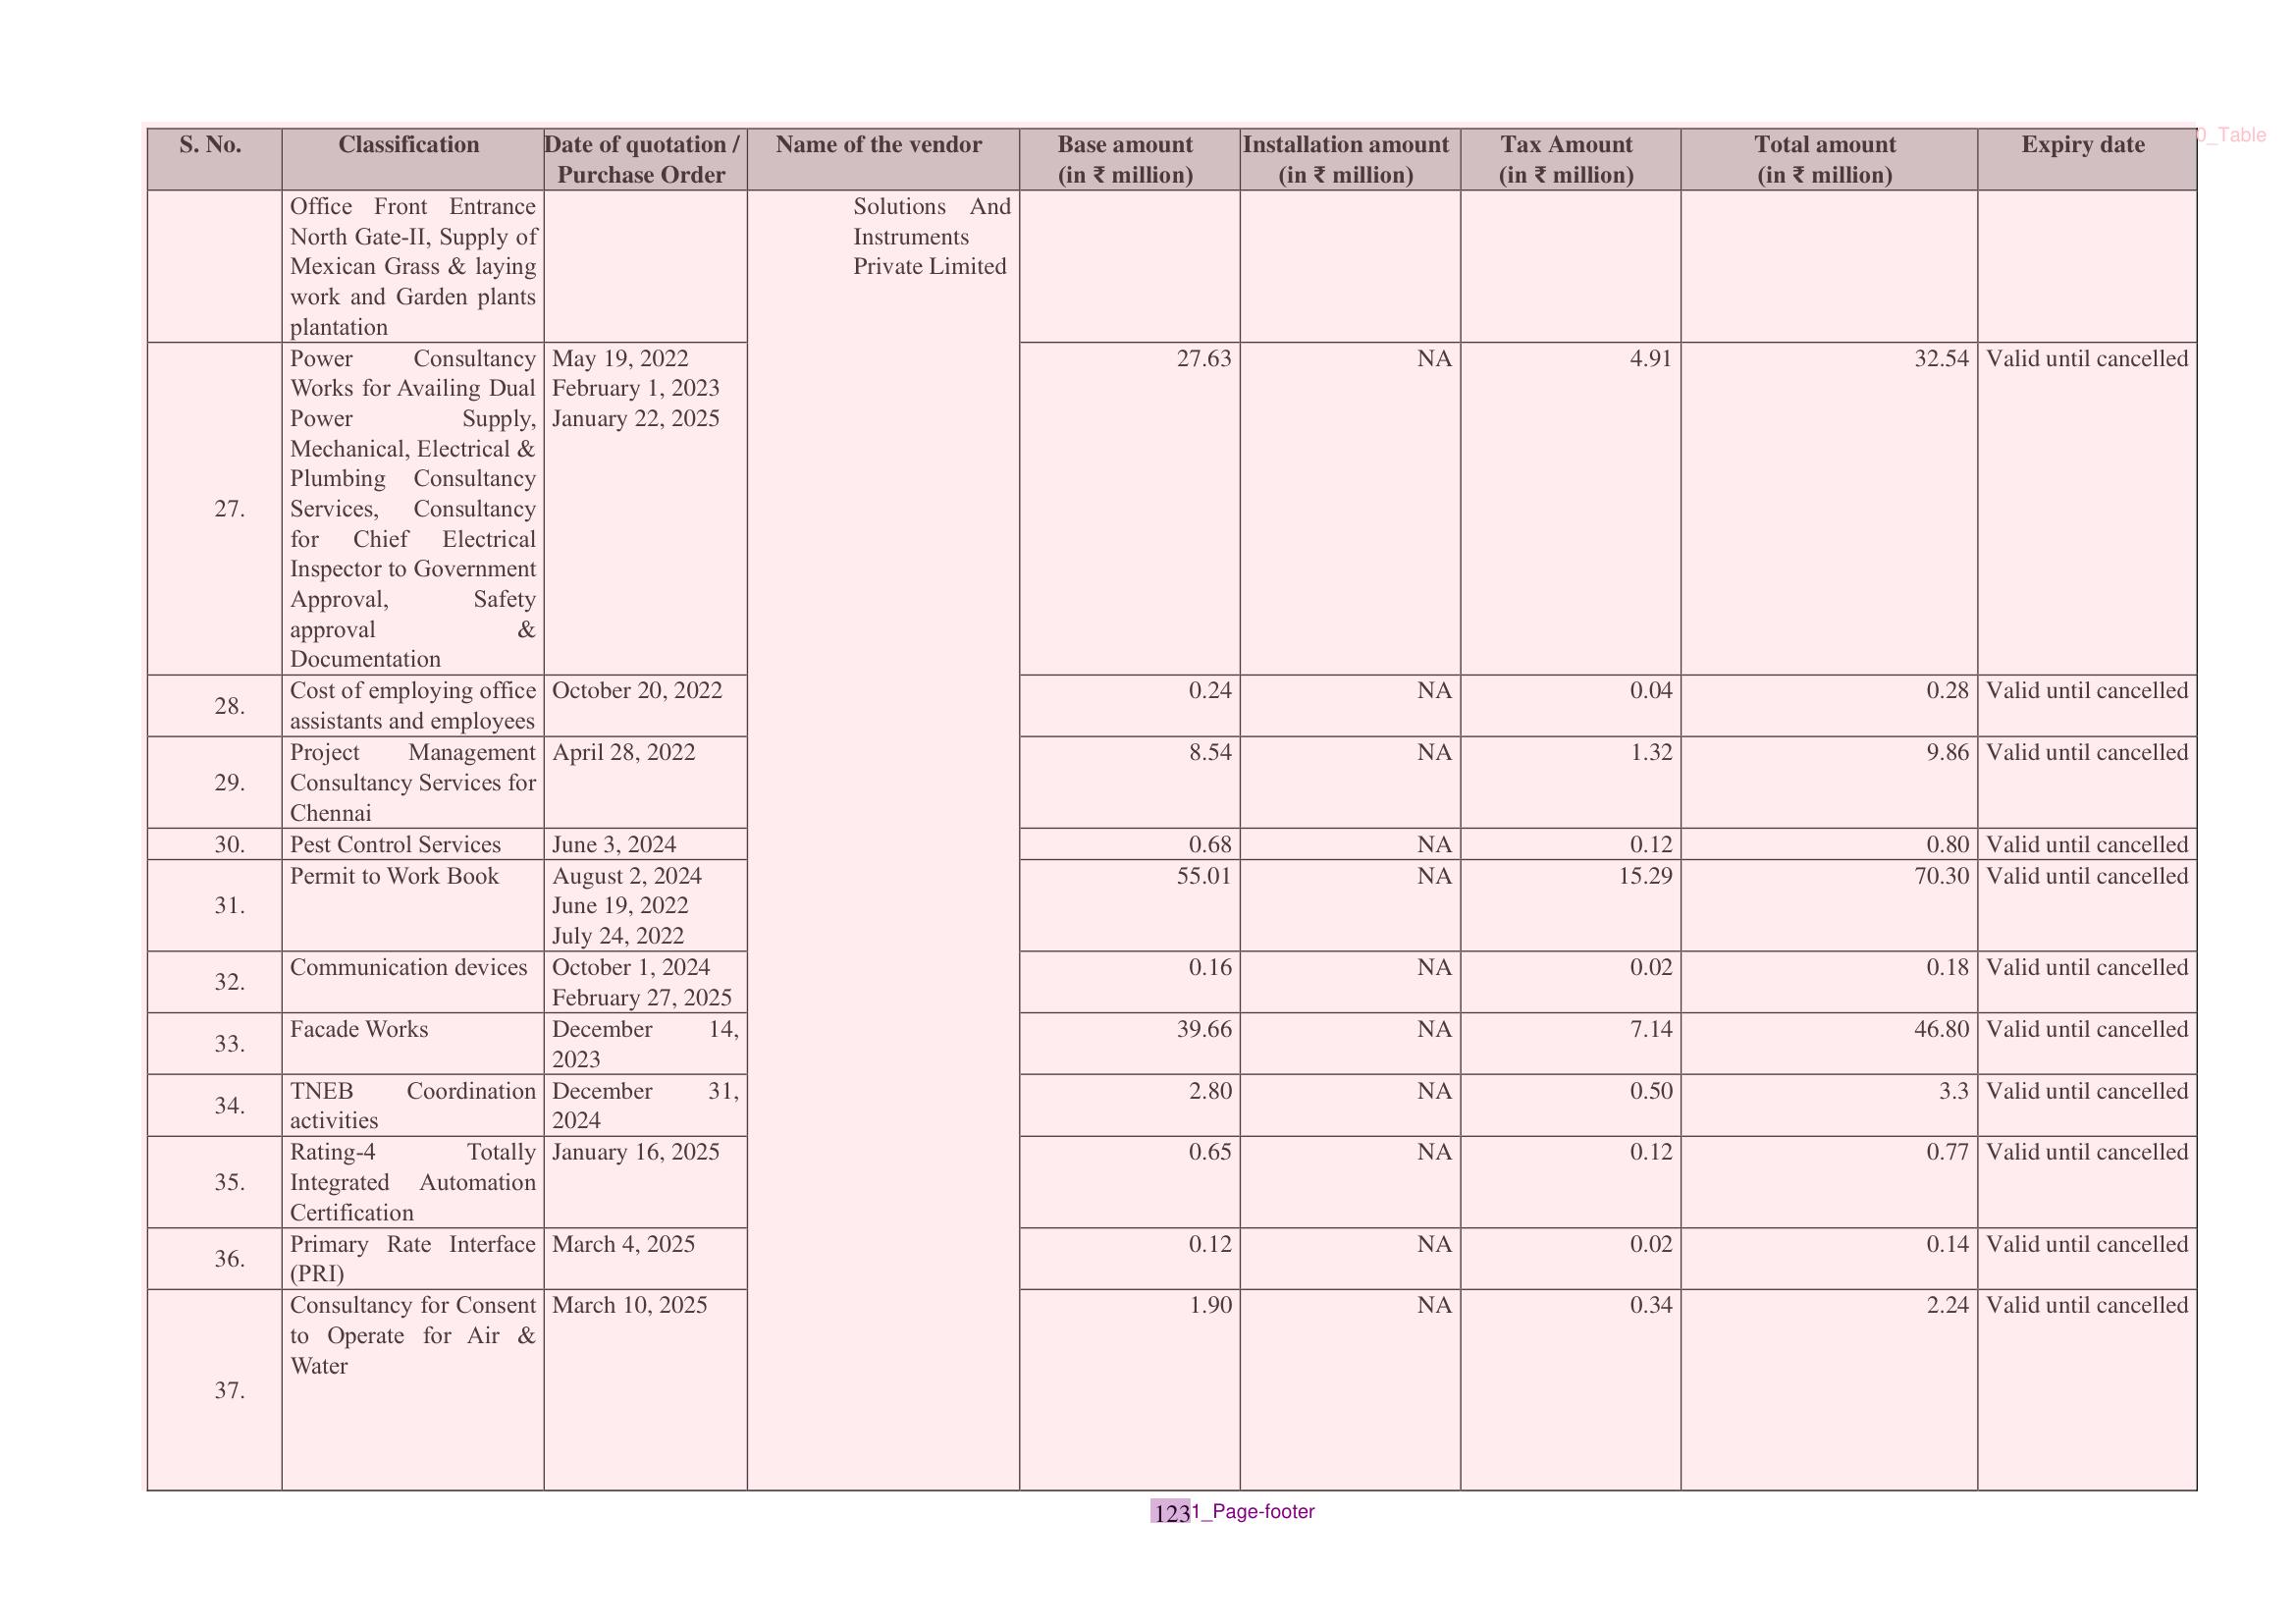 S. No. Classification Date of quotation / Name of the vendor Base amount Installation amount Tax Amount Total amount Expiry date
Purchase Order (in ₹ million) (in ₹ million) (in ₹ million) (in ₹ million)
0_Table
Office Front Entrance Solutions And
North Gate-II, Supply of Instruments
Mexican Grass & laying Private Limited
work and Garden plants
plantation
27. Power Consultancy May 19, 2022 27.63 NA 4.91 32.54 Valid until cancelled
Works for Availing Dual February 1, 2023
Power Supply, January 22, 2025
Mechanical, Electrical &
Plumbing Consultancy
Services, Consultancy
for Chief Electrical
Inspector to Government
Approval, Safety
approval &
Documentation
28. Cost of employing office October 20, 2022 0.24 NA 0.04 0.28 Valid until cancelled
assistants and employees
29. Project Management April 28, 2022 8.54 NA 1.32 9.86 Valid until cancelled
Consultancy Services for
Chennai
30. Pest Control Services June 3, 2024 0.68 NA 0.12 0.80 Valid until cancelled
31. Permit to Work Book August 2, 2024 55.01 NA 15.29 70.30 Valid until cancelled
June 19, 2022
July 24, 2022
32. Communication devices October 1, 2024 0.16 NA 0.02 0.18 Valid until cancelled
February 27, 2025
33. Facade Works December 14, 39.66 NA 7.14 46.80 Valid until cancelled
2023
34. TNEB Coordination December 31, 2.80 NA 0.50 3.3 Valid until cancelled
activities 2024
35. Rating-4 Totally January 16, 2025 0.65 NA 0.12 0.77 Valid until cancelled
Integrated Automation
Certification
36. Primary Rate Interface March 4, 2025 0.12 NA 0.02 0.14 Valid until cancelled
(PRI)
37. Consultancy for Consent March 10, 2025 1.90 NA 0.34 2.24 Valid until cancelled
to Operate for Air &
Water
123 1_Page-footer